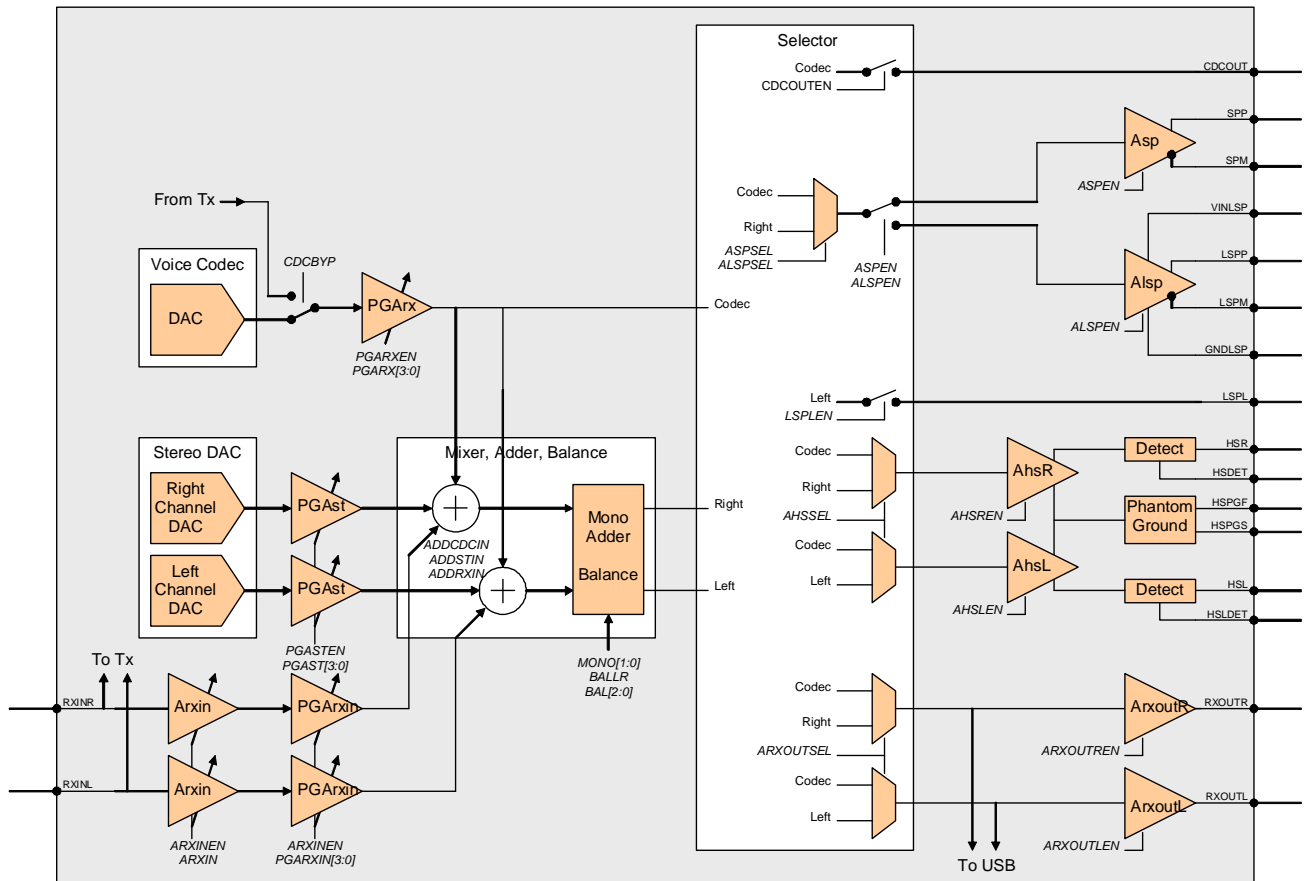 Selector
Codec
CDCOUTEN
CDCOUT
SPP
Asp
SPM
ASPEN
Codec
Right
ASPSEL
ALSPSEL
ASPEN
ALSPEN
VINLSP
LSPP
Alsp
LSPM
ALSPEN
GNDLSP
From Tx
Voice Codec
DAC
CDCBYP
PGArx
PGARXEN
PGARX[3:0]
Codec
Left
LSPLEN
LSPL
Stereo DAC
Right
Channel
DAC
Left
Channel
DAC
PGAst
PGAst
PGASTEN
PGAST[3:0]
Mixer, Adder, Balance
ADDCDCIN
ADDSTIN
ADDRXIN
Mono
Adder
Balance
MONO[1:0]
BALLR
BAL[2:0]
Right
Left
Codec
Right
AHSSEL
Codec
Left
AhsR
AHSREN
AhsL
AHSLEN
Detect
HSR
HSDET
Phantom
Ground
HSPGF
HSPGS
Detect
HSL
HSLDET
To Tx
RXINR
RXINL
Arxin
Arxin
ARXINEN
ARXIN
PGArxin
PGArxin
ARXINEN
PGARXIN[3:0]
Codec
Right
ARXOUTSEL
Codec
Left
To USB
ArxoutR
RXOUTR
ARXOUTREN
ArxoutL
RXOUTL
ARXOUTLEN